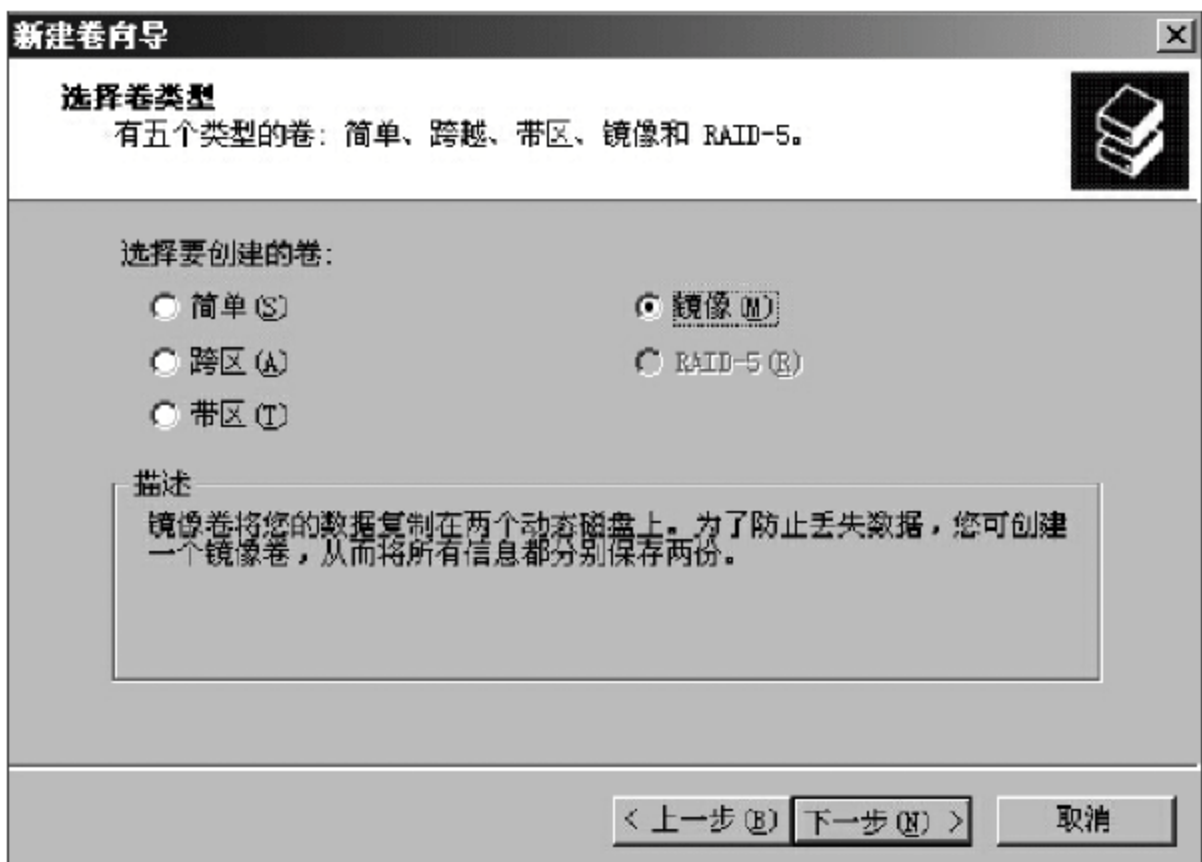 新建卷向导
选择卷类型
有五个类型的卷: 简单、跨越、带区、镜像和 RAID-5。
选择要创建的卷:
简单(S)
镜像(M)
跨区(A)
RAID-5(R)
带区(T)
描述
镜像卷将您的数据复制在两个动态磁盘上。为了防止丢失数据，您可创建
一个镜像卷，从而将所有信息都分别保存两份。
< 上一步(B)
下一步(N) >
取消